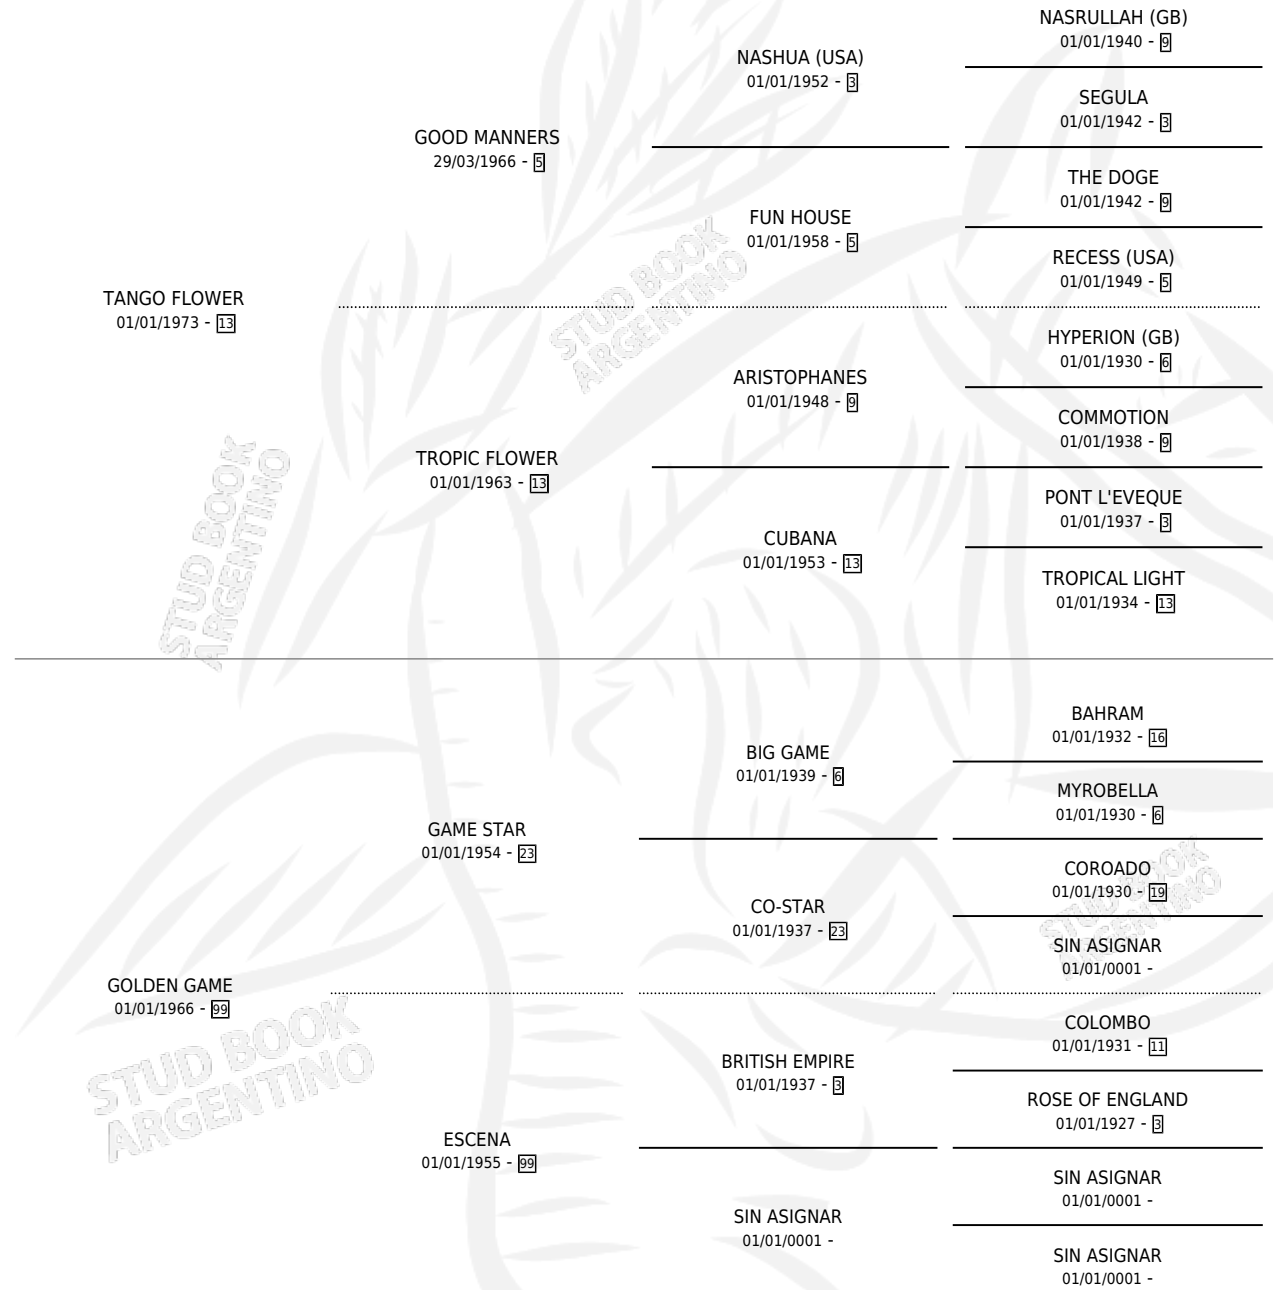 NASRULLAH (GB)
01/01/1940 - 9
NASHUA (USA)
01/01/1952 - 3
SEGULA
01/01/1942 - 3
GOOD MANNERS
29/03/1966 - 5
THE DOGE
01/01/1942 - 9
FUN HOUSE
01/01/1958 - 5
RECESS (USA)
01/01/1949 - 5
TANGO FLOWER
01/01/1973 - 13
HYPERION (GB)
01/01/1930 - 6
ARISTOPHANES
01/01/1948 - 9
COMMOTION
01/01/1938 - 9
TROPIC FLOWER
01/01/1963 - 13
PONT L'EVEQUE
01/01/1937 - 3
CUBANA
01/01/1953 - 13
TROPICAL LIGHT
01/01/1934 - 13
BAHRAM
01/01/1932 - 16
BIG GAME
01/01/1939 - 6
MYROBELLA
01/01/1930 - 6
GAME STAR
01/01/1954 - 23
COROADO
01/01/1930 - 19
CO-STAR
01/01/1937 - 23
SIN ASIGNAR
01/01/0001 -
GOLDEN GAME
01/01/1966 - 99
COLOMBO
01/01/1931 - 11
BRITISH EMPIRE
01/01/1937 - 3
ROSE OF ENGLAND
01/01/1927 - 3
ESCENA
01/01/1955 - 99
SIN ASIGNAR
01/01/0001 -
SIN ASIGNAR
01/01/0001 -
SIN ASIGNAR
01/01/0001 -
STUD BOOK
ARGENTINO
STUD BOOK
ARGENTINO
STUD BOOK
ARGENTINO
STUD BOOK
ARGENTINO